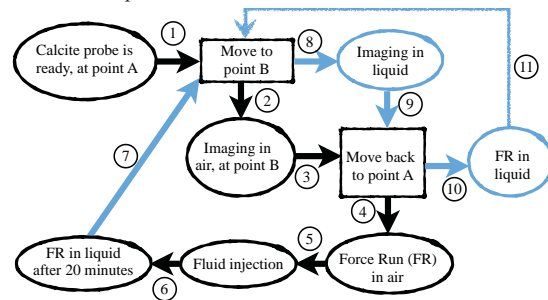 Calcite probe is
ready, at point A
1
Move to
point B
8
Imaging in
liquid
11
2
9
7
Imaging in
air, at point B
3
Move back
to point A
10
FR in
liquid
4
FR in liquid
after 20 minutes
6
Fluid injection
5
Force Run (FR)
in air